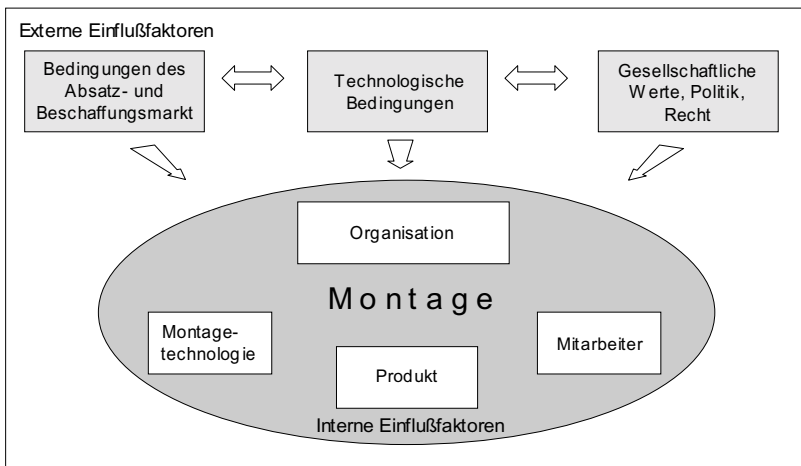 Externe Einflußfaktoren
Bedingungen des
Absatz- und
Beschaffungsmarkt
Technologische
Bedingungen
Gesellschaftliche
Werte, Politik,
Recht
Organisation
Montage
Montage-
technologie
Produkt
Mitarbeiter
Interne Einflußfaktoren